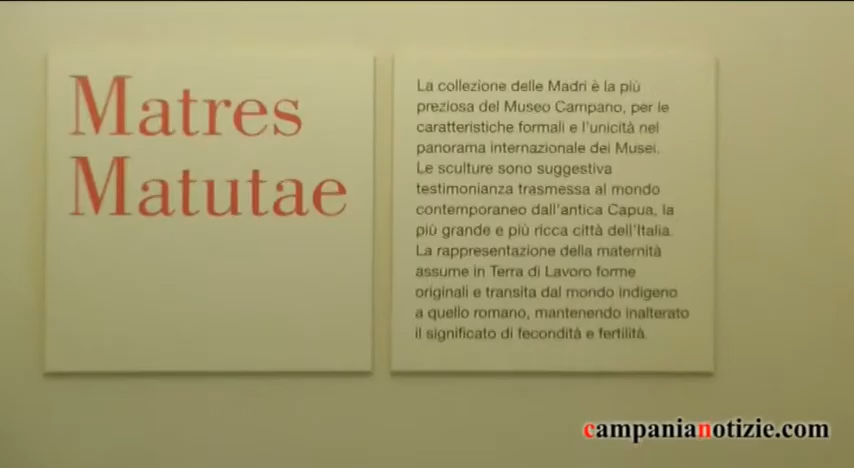 Matres
Matutae
La collezione delle Madri è la più
preziosa del Museo Campano, per le
caratteristiche formali e l'unicità nel
panorama internazionale dei Musei.
Le sculture sono suggestiva
testimonianza trasmessa al mondo
contemporaneo dall'antica Capua, la
più grande e più ricca città dell'Italia.
La rappresentazione della maternità
assume in Terra di Lavoro forme
originali e transita dal mondo indigeno
a quello romano, mantenendo inalterato
il significato di fecondità e fertilità.
campanianotizie.com